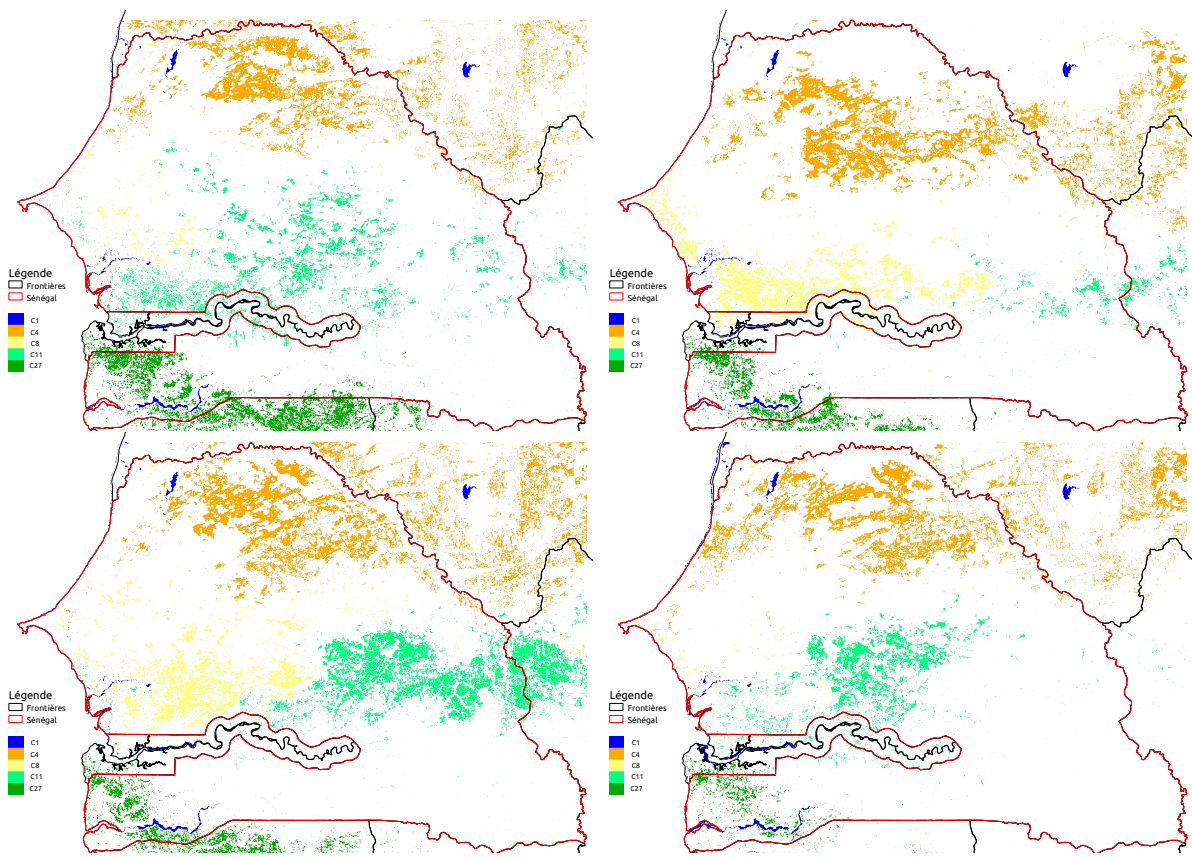 Légende
Frontières
Sénégal
C1
C4
C8
C11
C27
Légende
Frontières
Sénégal
C1
C4
C8
C11
C27
Légende
Frontières
Sénégal
C1
C4
C8
C11
C27
Légende
Frontières
Sénégal
C1
C4
C8
C11
C27